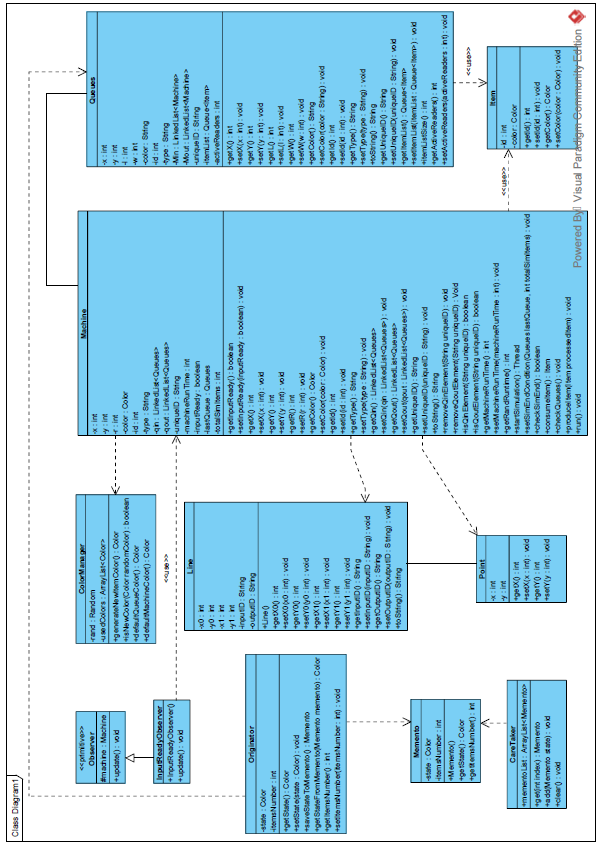 Class Diagram1
<<primitive>>
Observer
#machine : Machine
+update() : void
InputReadyObserver
+InputReadyObserver()
+update() : void
Originator
-state : Color
-itemsNumber : int
+getState() : Color
+setState(state : Color) : void
+saveStateToMemento() : Memento
+getStateFromMemento(Memento memento) : Color
+getItemsNumber() : int
+setItemsNumber(itemsNumber : int) : void
Memento
-state : Color
-itemsNumber : int
+Memento()
+getState() : Color
+getItemsNumber() : int
CareTaker
+mementoList : ArrayList<Memento>
+get(int index) : Memento
+add(Memento state) : void
+clear() : void
ColorManager
-rand : Random
-usedColors : ArrayList<Color>
+generateNewItemColor() : Color
+isNewColor(Color randomColor) : boolean
+defaultQueueColor() : Color
+defaultMachineColor() : Color
<<use>>
Line
-x0 : int
-y0 : int
-x1 : int
-y1 : int
-inputID : String
-outputID : String
+Line()
+getX0() : int
+setX0(x0 : int) : void
+getY0() : int
+setY0(y0 : int) : void
+getX1() : int
+setX1(x1 : int) : void
+getY1() : int
+setY1(y1 : int) : void
+getInputID() : String
+setInputID(inputID : String) : void
+getOutputID() : String
+setOutputID(outputID : String) : void
+toString() : String
Point
-x : int
-y : int
+getX() : int
+setX(x : int) : void
+getY() : int
+setY(y : int) : void
Machine
-x : int
-y : int
-r : int
-color : Color
-id : int
-type : String
-qin : LinkedList<Queues>
-qout : LinkedList<Queues>
-uniqueID : String
-machineRunTime : int
-inputReady : boolean
-lastQueue : Queues
-totalSimItems : int
+getInputReady() : boolean
+setInputReady(inputReady : boolean) : void
+getX() : int
+setX(x : int) : void
+getY() : int
+setY(y : int) : void
+getR() : int
+setR(r : int) : void
+getColor() : Color
+setColor(color : Color) : void
+getId() : int
+setId(id : int) : void
+getType() : String
+setType(type : String) : void
+getQin() : LinkedList<Queues>
+setQin(qin : LinkedList<Queues>) : void
+getQout() : LinkedList<Queues>
+setQout(qout : LinkedList<Queues>) : void
+getUniqueID() : String
+setUniqueID(uniqueID : String) : void
+toString() : String
+removeQinElement(String uniqueID) : void
+removeQoutElement(String uniqueID) : Void
+isQinElement(String uniqueID) : boolean
+isQoutElement(String uniqueID) : boolean
+getMachineRunTime() : int
+setMachineRunTime(machineRunTime : int) : void
+getRandRuntime() : int
+startSimulation() : Thread
+setSimEndCondition(Queues lastQueue, int totalSimItems) : void
+checkSimEnd() : boolean
+consumeItem() : Item
+checkQueues() : void
+produceItem(Item processedItem) : void
+run() : void
Queues
-x : int
-y : int
-l : int
-w : int
-color : String
-id : int
-type : String
-Min : LinkedList<Machine>
-Mout : LinkedList<Machine>
-uniqueID : String
-itemList : Queue<Item>
-activeReaders : int
+getX() : int
+setX(x : int) : void
+getY() : int
+setY(y : int) : void
+getL() : int
+setL(l : int) : void
+getW() : int
+setW(w : int) : void
+getColor() : String
+setColor(color : String) : void
+getId() : int
+setId(id : int) : void
+getType() : String
+setType(type : String) : void
+toString() : String
+getUniqueID() : String
+setUniqueID(uniqueID : String) : void
+getItemList() : Queue<Item>
+setItemList(itemList : Queue<Item>) : void
+itemListSize() : int
+getActiveReaders() : int
+setActiveReaders(activeReaders : int) : void
<<use>>
<<use>>
Item
-id : int
-color : Color
+getId() : int
+setId(id : int) : void
+getColor() : Color
+setColor(color : Color) : void
Powered By Visual Paradigm Community Edition